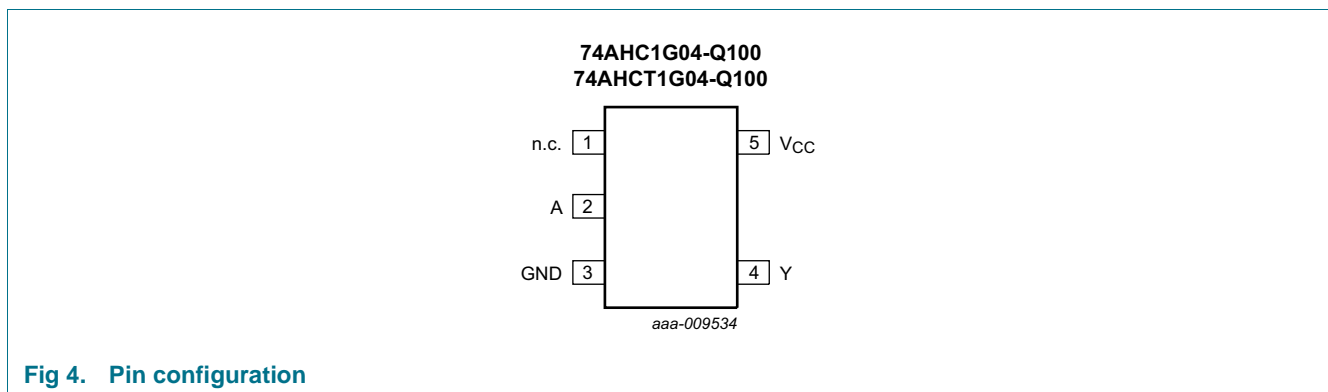 74AHC1G04-Q100
74AHCT1G04-Q100
n.c. 1 5 VCC
A 2
GND 3 4 Y
aaa-009534
Fig 4. Pin configuration